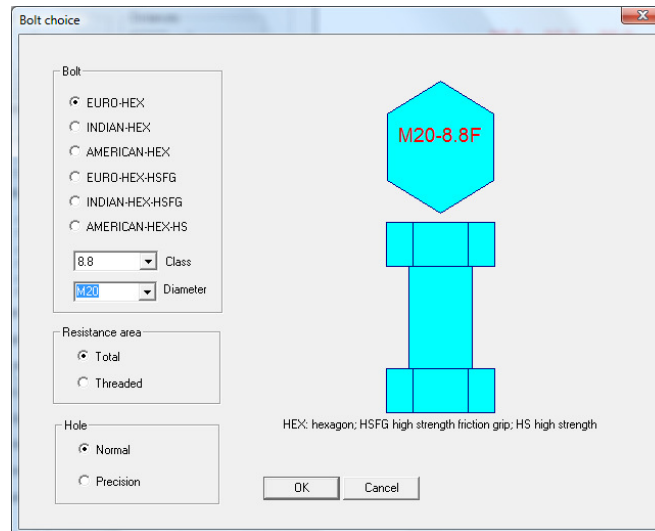 Bolt choice
Bolt
EURO-HEX
INDIAN-HEX
AMERICAN-HEX
EURO-HEX-HSFG
INDIAN-HEX-HSFG
AMERICAN-HEX-HS
8.8 Class
M20 Diameter
Resistance area
Total
Threaded
Hole
Normal
Precision
M20-8.8F
HEX: hexagon; HSFG high strength friction grip; HS high strength
OK Cancel